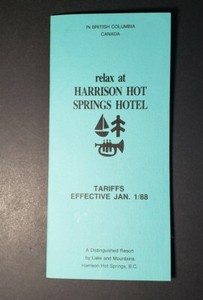 IN BRITISH COLUMBIA
CANADA
relax at
HARRISON HOT
SPRINGS HOTEL
TARIFFS
EFFECTIVE JAN. 1/88
A Distinguished Resort
by Lake and Mountains
Harrison Hot Springs, B.C.